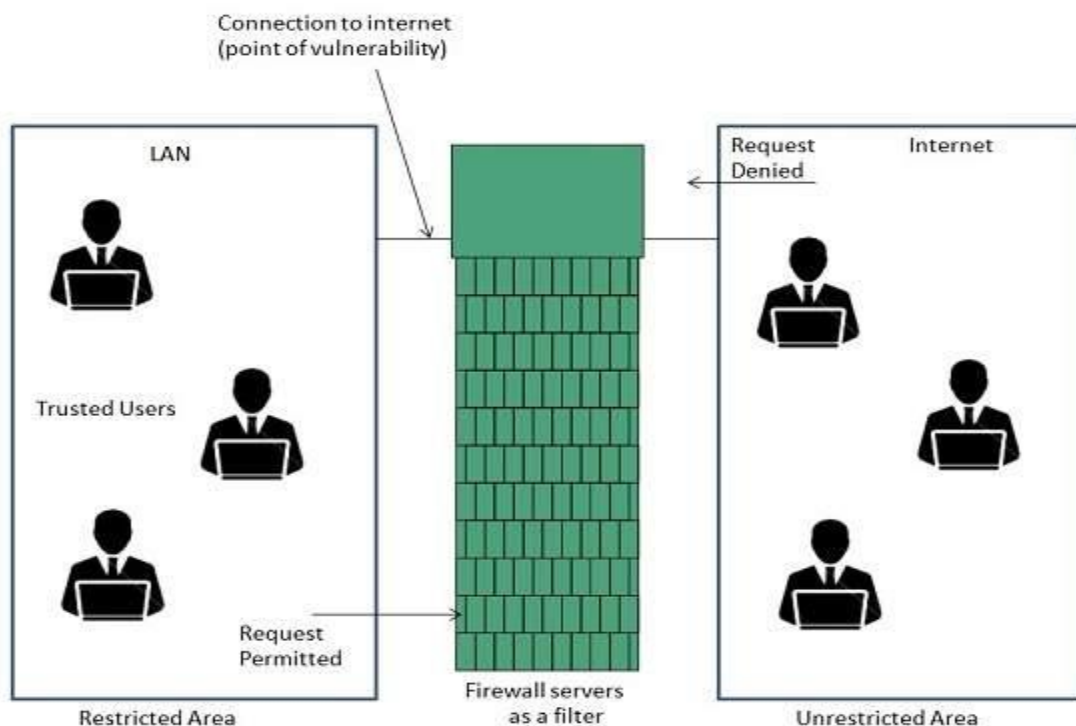 Connection to internet
(point of vulnerability)
LAN
Request
Denied
Internet
Trusted Users
Request
Permitted
Firewall servers
as a filter
Restricted Area
Unrestricted Area